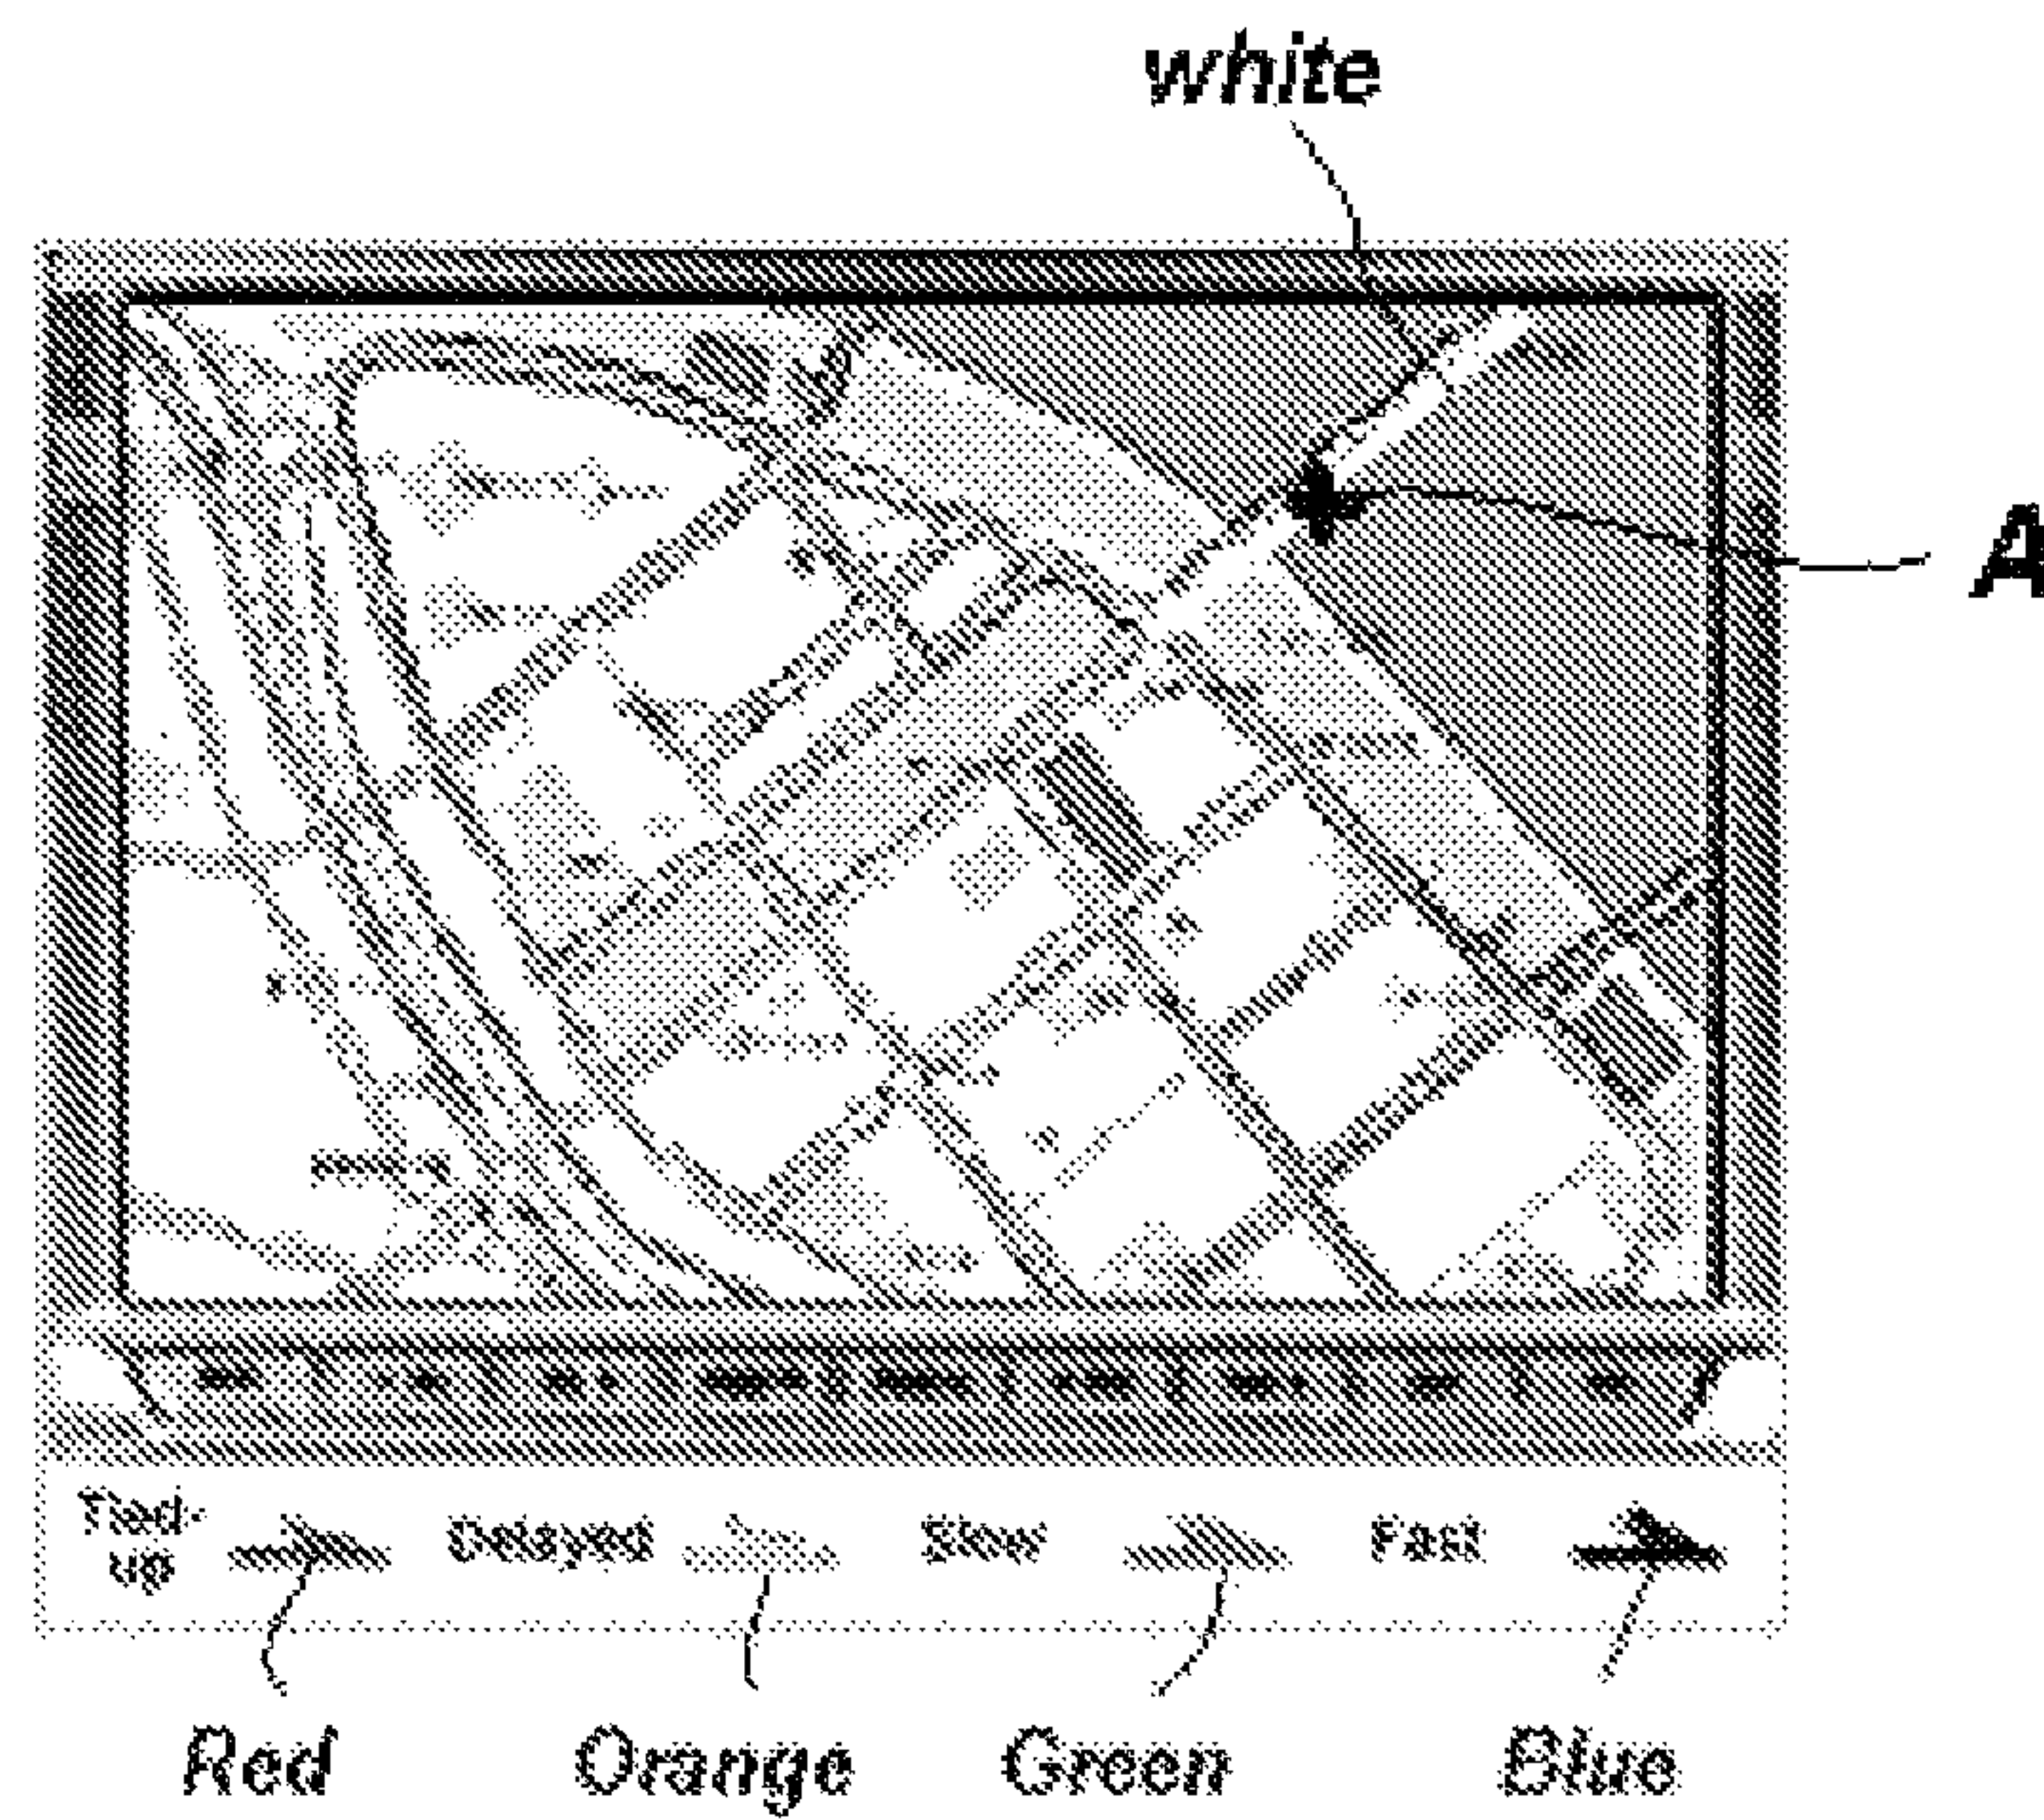 white
A
Tied-
up
Delayed
Slow
Fast
Red
Orange
Green
Blue